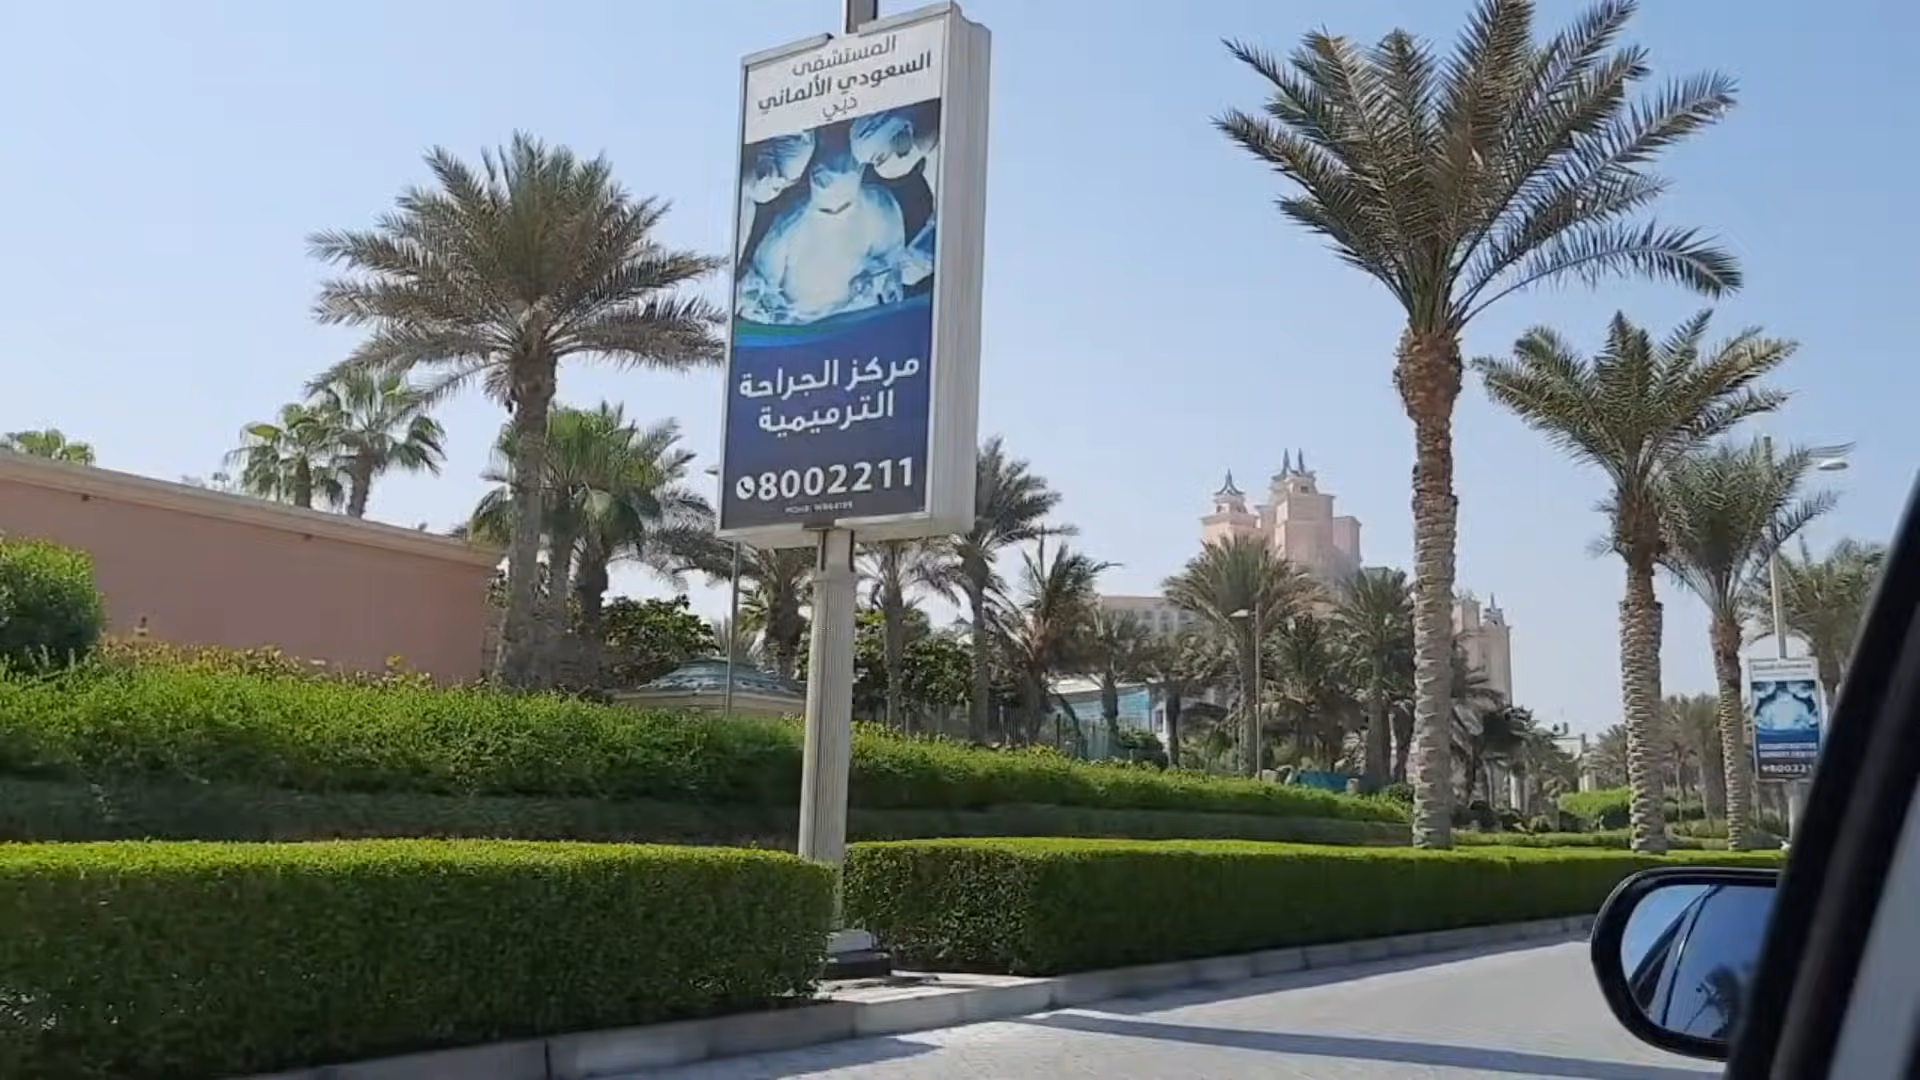 المستشفى
السعودي الألماني
دبي
مركز الجراحة
الترميمية
8002211